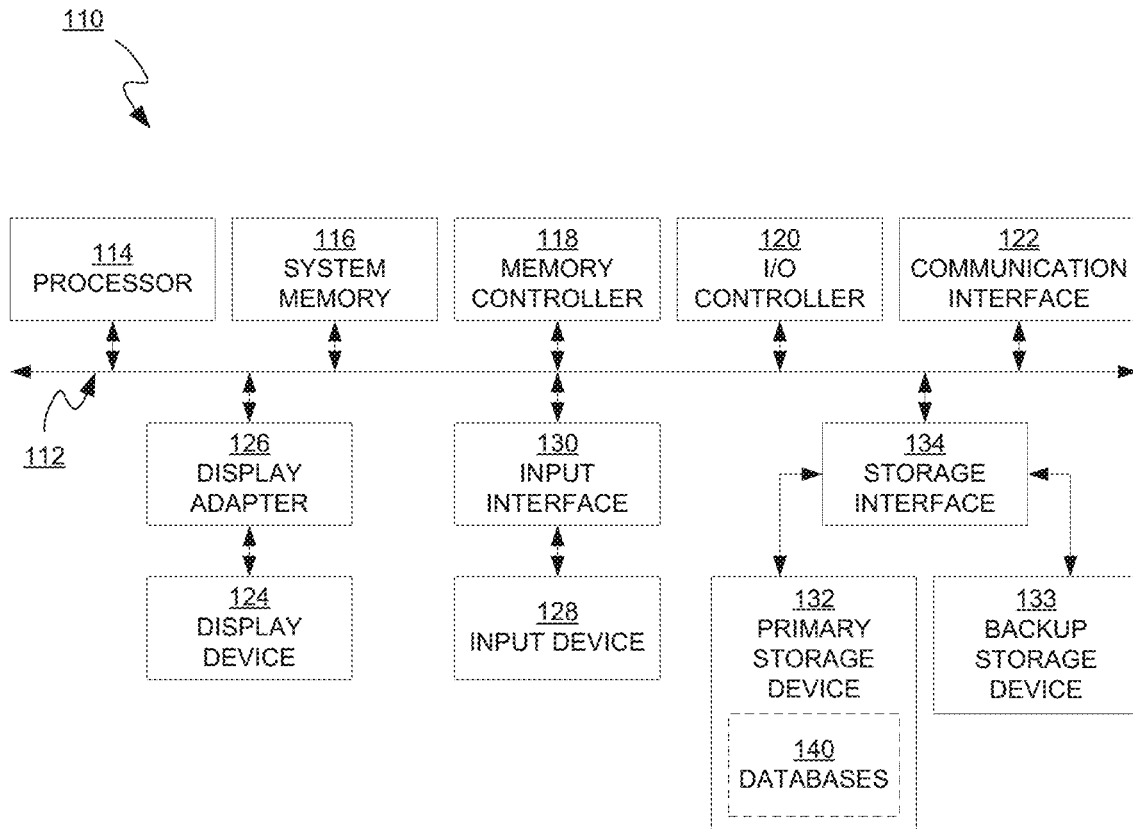 110
114
PROCESSOR
116
SYSTEM
MEMORY
118
MEMORY
CONTROLLER
120
I/O
CONTROLLER
122
COMMUNICATION
INTERFACE
112
126
DISPLAY
ADAPTER
130
INPUT
INTERFACE
134
STORAGE
INTERFACE
124
DISPLAY
DEVICE
128
INPUT DEVICE
132
PRIMARY
STORAGE
DEVICE
140
DATABASES
133
BACKUP
STORAGE
DEVICE